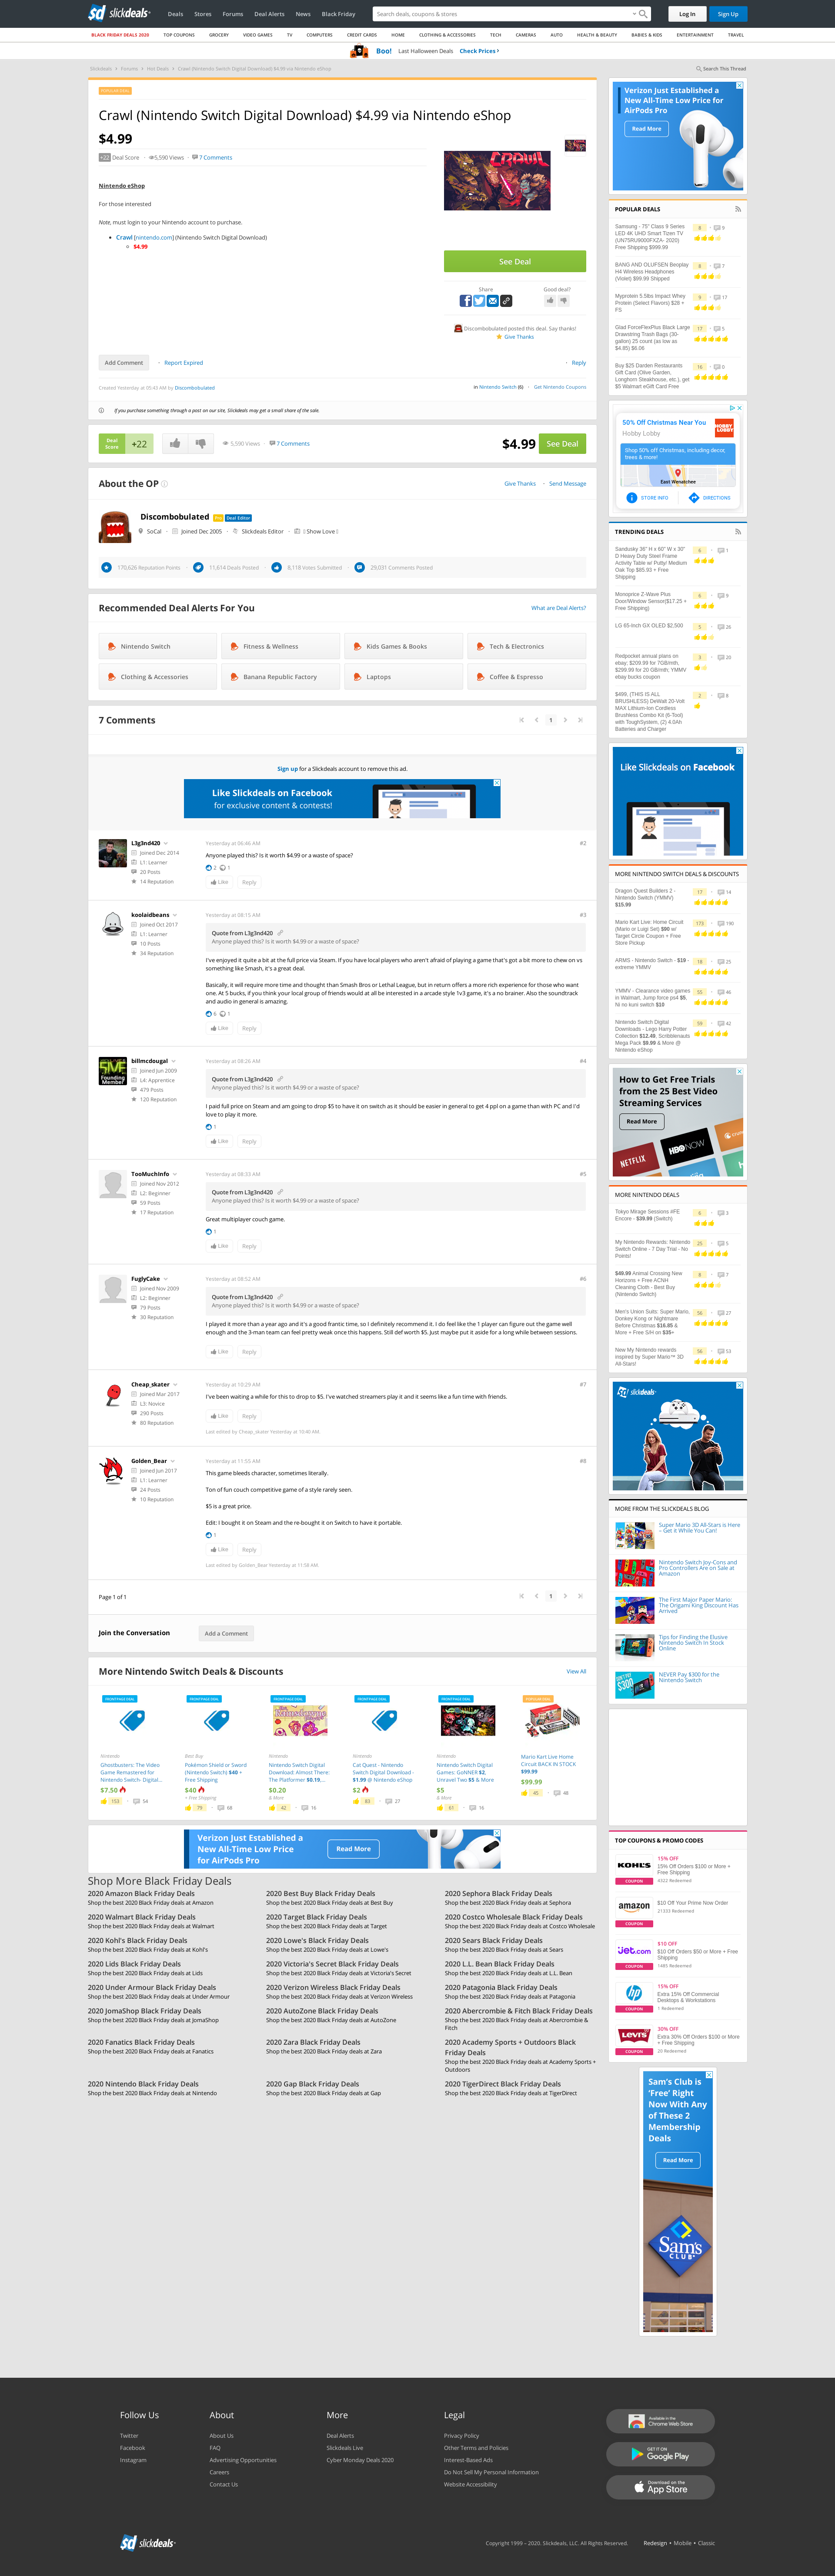 slickdeals
Deals Stores Forums Deal Alerts News Black Friday
Search deals, coupons & stores
Log In Sign Up
BLACK FRIDAY DEALS 2020 TOP COUPONS GROCERY VIDEO GAMES TV COMPUTERS CREDIT CARDS HOME CLOTHING & ACCESSORIES TECH CAMERAS AUTO HEALTH & BEAUTY BABIES & KIDS ENTERTAINMENT TRAVEL
Boo! Last Halloween Deals Check Prices
Slickdeals Forums Hot Deals Crawl (Nintendo Switch Digital Download) $4.99 via Nintendo eShop
Search This Thread
POPULAR DEAL
Crawl (Nintendo Switch Digital Download) $4.99 via Nintendo eShop
$4.99
+22 Deal Score 5,590 Views 7 Comments
Nintendo eShop
For those interested
Note, must login to your Nintendo account to purchase.
Crawl [nintendo.com] (Nintendo Switch Digital Download)
$4.99
CRAWL
See Deal
Share Good deal?
Discombobulated posted this deal. Say thanks!
Give Thanks
Add Comment Report Expired Reply
Created Yesterday at 05:43 AM by Discombobulated
in Nintendo Switch (6) Get Nintendo Coupons
If you purchase something through a post on our site, Slickdeals may get a small share of the sale.
Deal Score +22 5,590 Views 7 Comments $4.99 See Deal
About the OP
Give Thanks Send Message
Discombobulated Pro Deal Editor
SoCal Joined Dec 2005 Slickdeals Editor Show Love
170,626 Reputation Points 11,614 Deals Posted 8,118 Votes Submitted 29,031 Comments Posted
Recommended Deal Alerts For You
What are Deal Alerts?
Nintendo Switch Fitness & Wellness Kids Games & Books Tech & Electronics
Clothing & Accessories Banana Republic Factory Laptops Coffee & Espresso
7 Comments
1
Sign up for a Slickdeals account to remove this ad.
Like Slickdeals on Facebook
for exclusive content & contests!
L3g3nd420
Joined Dec 2014
L1: Learner
20 Posts
14 Reputation
Yesterday at 06:46 AM
#2
Anyone played this? Is it worth $4.99 or a waste of space?
2 1
Like Reply
koolaidbeans
Joined Oct 2017
L1: Learner
10 Posts
34 Reputation
Yesterday at 08:15 AM
#3
Quote from L3g3nd420
Anyone played this? Is it worth $4.99 or a waste of space?
I've enjoyed it quite a bit at the full price via Steam. If you have local players who aren't afraid of playing a game that's got a bit more to chew on vs
something like Smash, it's a great deal.
Basically, it will require more time and thought than Smash Bros or Lethal League, but in return offers a more rich experience for those who want
one. At 5 bucks, if you think your local group of friends would at all be interested in a arcade style 1v3 game, it's a no brainer. Also the soundtrack
and audio in general is amazing.
6 1
Like Reply
billmcdougal
Joined Jun 2009
L4: Apprentice
479 Posts
120 Reputation
Founding
Member
Yesterday at 08:26 AM
#4
Quote from L3g3nd420
Anyone played this? Is it worth $4.99 or a waste of space?
I paid full price on Steam and am going to drop $5 to have it on switch as it should be easier in general to get 4 ppl on a game than with PC and I'd
love to play it more.
1
Like Reply
TooMuchInfo
Joined Nov 2012
L2: Beginner
59 Posts
17 Reputation
Yesterday at 08:33 AM
#5
Quote from L3g3nd420
Anyone played this? Is it worth $4.99 or a waste of space?
Great multiplayer couch game.
1
Like Reply
FuglyCake
Joined Nov 2009
L2: Beginner
79 Posts
30 Reputation
Yesterday at 08:52 AM
#6
Quote from L3g3nd420
Anyone played this? Is it worth $4.99 or a waste of space?
I played it more than a year ago and it's a good frantic time, so I definitely recommend it. I do feel like the 1 player can figure out the game well
enough and the 3-man team can feel pretty weak once this happens. Still def worth $5. Just maybe put it aside for a long while between sessions.
Like Reply
Cheap_skater
Joined Mar 2017
L3: Novice
290 Posts
80 Reputation
Yesterday at 10:29 AM
#7
I've been waiting a while for this to drop to $5. I've watched streamers play it and it seems like a fun time with friends.
Like Reply
Last edited by Cheap_skater Yesterday at 10:40 AM.
Golden_Bear
Joined Jun 2017
L1: Learner
24 Posts
10 Reputation
Yesterday at 11:55 AM
#8
This game bleeds character, sometimes literally.
Ton of fun couch competitive game of a style rarely seen.
$5 is a great price.
Edit: I bought it on Steam and the re-bought it on Switch to have it portable.
1
Like Reply
Last edited by Golden_Bear Yesterday at 11:58 AM.
Page 1 of 1
1
Join the Conversation
Add a Comment
More Nintendo Switch Deals & Discounts
View All
FRONTPAGE DEAL
Nintendo
Ghostbusters: The Video
Game Remastered for
Nintendo Switch- Digital...
$7.50
153 54
FRONTPAGE DEAL
Best Buy
Pokémon Shield or Sword
(Nintendo Switch) $40 +
Free Shipping
$40
+ Free Shipping
79 68
FRONTPAGE DEAL
Nintendo
Nintendo Switch Digital
Download: Almost There:
The Platformer $0.19,...
$0.20
& More
42 16
FRONTPAGE DEAL
Nintendo
Cat Quest - Nintendo
Switch Digital Download -
$1.99 @ Nintendo eShop
$2
83 27
FRONTPAGE DEAL
Nintendo
Nintendo Switch Digital
Games: GoNNER $2,
Unravel Two $5 & More
$5
& More
61 16
POPULAR DEAL
Mario Kart Live Home
Circuit BACK IN STOCK
$99.99
$99.99
40 48
Verizon Just Established a
New All-Time Low Price
for AirPods Pro
Read More
Shop More Black Friday Deals
2020 Amazon Black Friday Deals
Shop the best 2020 Black Friday deals at Amazon
2020 Best Buy Black Friday Deals
Shop the best 2020 Black Friday deals at Best Buy
2020 Sephora Black Friday Deals
Shop the best 2020 Black Friday deals at Sephora
2020 Walmart Black Friday Deals
Shop the best 2020 Black Friday deals at Walmart
2020 Target Black Friday Deals
Shop the best 2020 Black Friday deals at Target
2020 Costco Wholesale Black Friday Deals
Shop the best 2020 Black Friday deals at Costco Wholesale
2020 Kohl's Black Friday Deals
Shop the best 2020 Black Friday deals at Kohl's
2020 Lowe's Black Friday Deals
Shop the best 2020 Black Friday deals at Lowe's
2020 Sears Black Friday Deals
Shop the best 2020 Black Friday deals at Sears
2020 Lids Black Friday Deals
Shop the best 2020 Black Friday deals at Lids
2020 Victoria's Secret Black Friday Deals
Shop the best 2020 Black Friday deals at Victoria's Secret
2020 L.L. Bean Black Friday Deals
Shop the best 2020 Black Friday deals at L.L. Bean
2020 Under Armour Black Friday Deals
Shop the best 2020 Black Friday deals at Under Armour
2020 Verizon Wireless Black Friday Deals
Shop the best 2020 Black Friday deals at Verizon Wireless
2020 Patagonia Black Friday Deals
Shop the best 2020 Black Friday deals at Patagonia
2020 JomaShop Black Friday Deals
Shop the best 2020 Black Friday deals at JomaShop
2020 AutoZone Black Friday Deals
Shop the best 2020 Black Friday deals at AutoZone
2020 Abercrombie & Fitch Black Friday Deals
Shop the best 2020 Black Friday deals at Abercrombie &
Fitch
2020 Fanatics Black Friday Deals
Shop the best 2020 Black Friday deals at Fanatics
2020 Zara Black Friday Deals
Shop the best 2020 Black Friday deals at Zara
2020 Academy Sports + Outdoors Black
Friday Deals
Shop the best 2020 Black Friday deals at Academy Sports +
Outdoors
2020 Nintendo Black Friday Deals
Shop the best 2020 Black Friday deals at Nintendo
2020 Gap Black Friday Deals
Shop the best 2020 Black Friday deals at Gap
2020 TigerDirect Black Friday Deals
Shop the best 2020 Black Friday deals at TigerDirect
Verizon Just Established a
New All-Time Low Price for
AirPods Pro
Read More
POPULAR DEALS
Samsung - 75" Class 8 Series
LED 4K UHD Smart Tizen TV
(UN75RU9000FXZA- 2020)
Free Shipping $999.99
8 9
BANG AND OLUFSEN Beoplay
H4 Wireless Headphones
(Violet) $99.99 Shipped
8 7
Myprotein 5.5lbs Impact Whey
Protein (Select Flavors) $28 +
FS
9 17
Glad ForceFlexPlus Black Large
Drawstring Trash Bags (30-
gallon) 25 count (as low as
$4.85) $6.06
17 5
Buy $25 Darden Restaurants
Gift Card (Olive Garden,
Longhorn Steakhouse, etc.), get
$5 Walmart eGift Card Free
16 0
50% Off Christmas Near You
Hobby Lobby
HOBBY LOBBY
Shop 50% off Christmas, including decor,
trees & more!
East Wenatchee
STORE INFO DIRECTIONS
TRENDING DEALS
Sandusky 36" H x 60" W x 30"
D Heavy Duty Steel Frame
Activity Table w/ Putty/ Medium
Oak Top $85.93 + Free
Shipping
6 1
Monoprice Z-Wave Plus
Door/Window Sensor($17.25 +
Free Shipping)
6 9
LG 65-inch GX OLED $2,500
5 26
Redpocket annual plans on
ebay; $209.99 for 7GB/mth,
$299.99 for 20 GB/mth; YMMV
ebay bucks coupon
3 20
$499, (THIS IS ALL
BRUSHLESS) DeWalt 20-Volt
MAX Lithium-Ion Cordless
Brushless Combo Kit (6-Tool)
with ToughSystem, (2) 4.0Ah
Batteries and Charger
2 8
Like Slickdeals on Facebook
MORE NINTENDO SWITCH DEALS & DISCOUNTS
Dragon Quest Builders 2 -
Nintendo Switch (YMMV)
$15.99
17 14
Mario Kart Live: Home Circuit
(Mario or Luigi Set) $90 w/
Target Circle Coupon + Free
Store Pickup
173 190
ARMS - Nintendo Switch - $19 -
extreme YMMV
18 25
YMMV - Clearance video games
in Walmart, Jump force ps4 $5,
Ni no kuni switch $10
55 46
Nintendo Switch Digital
Downloads - Lego Harry Potter
Collection $12.49, Scribblenauts
Mega Pack $9.99 & More @
Nintendo eShop
59 42
How to Get Free Trials
from the 25 Best Video
Streaming Services
Read More
NETFLIX HBO NOW
MORE NINTENDO DEALS
Tokyo Mirage Sessions #FE
Encore - $39.99 (Switch)
6 3
My Nintendo Rewards: Nintendo
Switch Online - 7 Day Trial - No
Points!
25 5
$49.99 Animal Crossing New
Horizons + Free ACNH
Cleaning Cloth - Best Buy
(Nintendo Switch)
8 7
Men's Union Suits: Super Mario,
Donkey Kong or Nightmare
Before Christmas $16.85 &
More + Free S/H on $35+
56 27
New My Nintendo rewards
inspired by Super Mario™ 3D
All-Stars!
56 53
slickdeals
MORE FROM THE SLICKDEALS BLOG
Super Mario 3D All-Stars is Here
– Get it While You Can!
Nintendo Switch Joy-Cons and
Pro Controllers Are on Sale at
Amazon
The First Major Paper Mario:
The Origami King Discount Has
Arrived
Tips for Finding the Elusive
Nintendo Switch In Stock
Online
NEVER Pay $300 for the
Nintendo Switch
TOP COUPONS & PROMO CODES
KOHL'S
COUPON
15% OFF
15% Off Orders $100 or More +
Free Shipping
4322 Redeemed
amazon
COUPON
$10 Off Your Prime Now Order
21333 Redeemed
Jet.com
COUPON
$10 OFF
$10 Off Orders $50 or More + Free
Shipping
1485 Redeemed
hp
COUPON
15% OFF
Extra 15% Off Commercial
Desktops & Workstations
1 Redeemed
LEVI'S
COUPON
30% OFF
Extra 30% Off Orders $100 or More
+ Free Shipping
20 Redeemed
Sam's Club is
'Free' Right
Now With Any
of These 2
Membership
Deals
Read More
Sam's
CLUB
Follow Us
Twitter
Facebook
Instagram
About
About Us
FAQ
Advertising Opportunities
Careers
Contact Us
More
Deal Alerts
Slickdeals Live
Cyber Monday Deals 2020
Legal
Privacy Policy
Other Terms and Policies
Interest-Based Ads
Do Not Sell My Personal Information
Website Accessibility
Available in the
Chrome Web Store
GET IT ON
Google Play
Download on the
App Store
slickdeals
Copyright 1999 – 2020. Slickdeals, LLC. All Rights Reserved. Redesign • Mobile • Classic